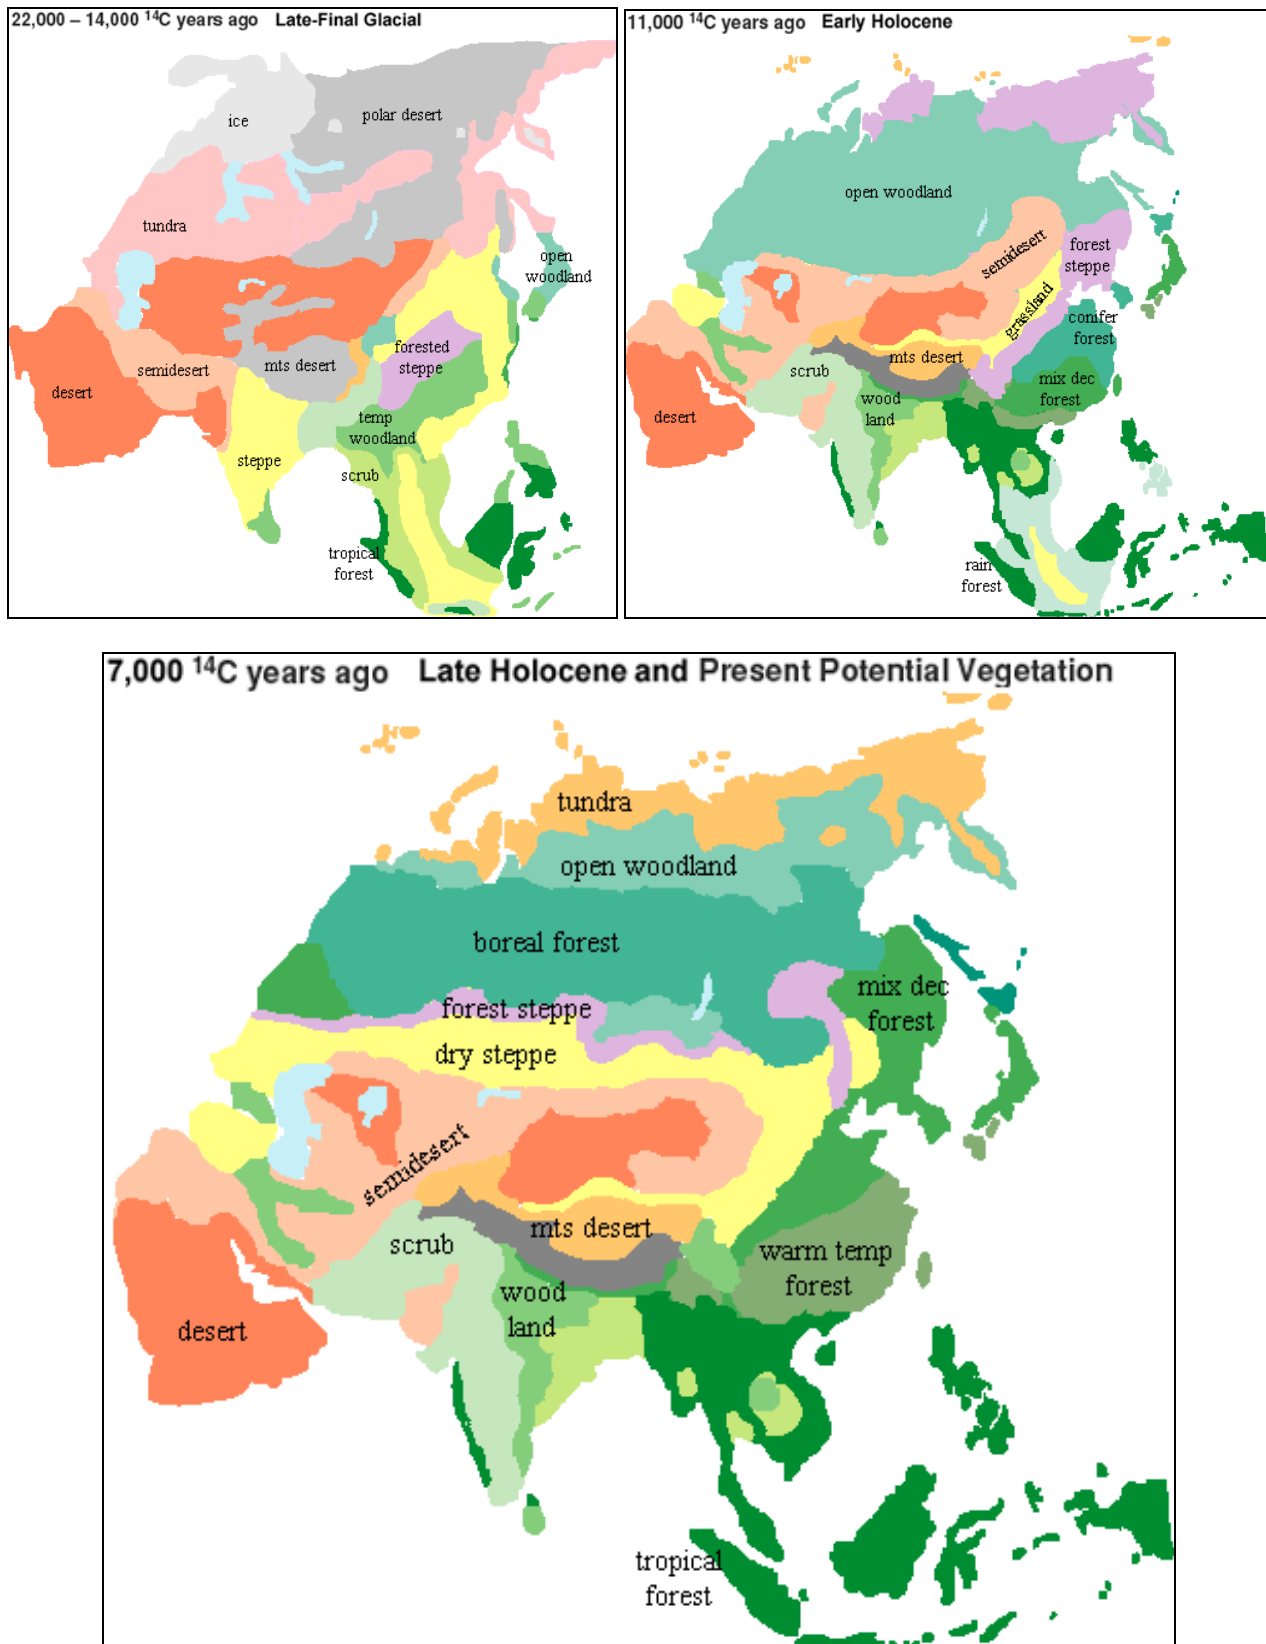 22,000 – 14,000 14C years ago Late-Final Glacial
ice
polar desert
tundra
open
woodland
desert
semidesert
mts desert
forested
steppe
temp
woodland
steppe
scrub
tropical
forest
11,000 14C years ago Early Holocene
open woodland
semidesert
forest
steppe
grassland
conifer
forest
mts desert
scrub
mix dec
forest
wood
land
desert
rain
forest
7,000 14C years ago Late Holocene and Present Potential Vegetation
tundra
open woodland
boreal forest
mix dec
forest
forest steppe
dry steppe
semidesert
mts desert
scrub
warm temp
forest
wood
land
desert
tropical
forest